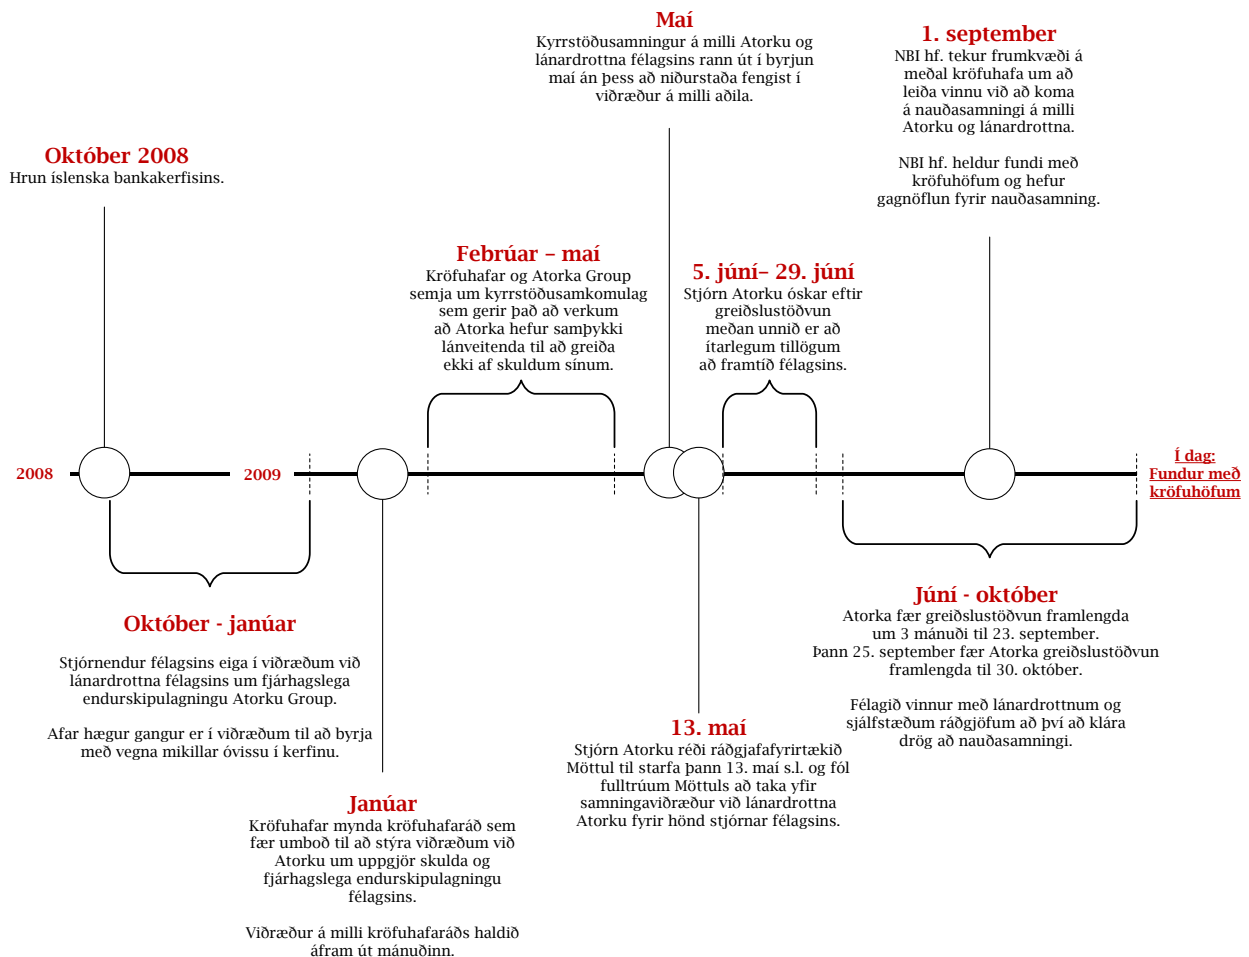 Október 2008
Hrun íslenska bankakerfisins.
Maí
Kyrrstöðusamningur á milli Atorku og
lánardrottna félagsins rann út í byrjun
maí án þess að niðurstaða fengist í
viðræður á milli aðila.
1. september
NBI hf. tekur frumkvæði á
meðal kröfuhafa um að
leiða vinnu við að koma
á nauðasamningi á milli
Atorku og lánardrottna.
NBI hf. heldur fundi með
kröfuhöfum og hefur
gagnöflun fyrir nauðasamning.
Febrúar – maí
Kröfuhafar og Atorka Group
semja um kyrrstöðusamkomulag
sem gerir það að verkum
að Atorka hefur samþykki
lánveitenda til að greiða
ekki af skuldum sínum.
5. júní– 29. júní
Stjórn Atorku óskar eftir
greiðslustöðvun
meðan unnið er að
ítarlegum tillögum
að framtíð félagsins.
2008
2009
Í dag:
Fundur með
kröfuhöfum
Október - janúar
Stjórnendur félagsins eiga í viðræðum við
lánardrottna félagsins um fjárhagslega
endurskipulagningu Atorku Group.
Afar hægur gangur er í viðræðum til að byrja
með vegna mikillar óvissu í kerfinu.
Janúar
Kröfuhafar mynda kröfuhafaráð sem
fær umboð til að stýra viðræðum við
Atorku um uppgjör skulda og
fjárhagslega endurskipulagningu
félagsins.
Viðræður á milli kröfuhafaráðs haldið
áfram út mánuðinn.
13. maí
Stjórn Atorku réði ráðgjafafyrirtækið
Möttul til starfa þann 13. maí s.l. og fól
fulltrúum Möttuls að taka yfir
samningaviðræður við lánardrottna
Atorku fyrir hönd stjórnar félagsins.
Júní - október
Atorka fær greiðslustöðvun framlengda
um 3 mánuði til 23. september.
Þann 25. september fær Atorka greiðslustöðvun
framlengda til 30. október.
Félagið vinnur með lánardrottnum og
sjálfstæðum ráðgjöfum að því að klára
drög að nauðasamningi.